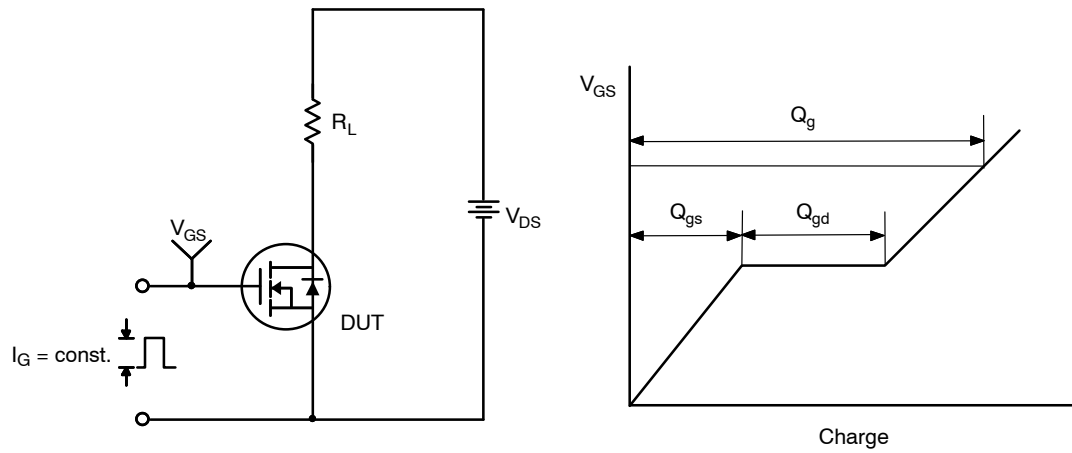 R_L
V_DS
V_GS
DUT
I_G = const.
V_GS
Q_g
Q_gs
Q_gd
Charge